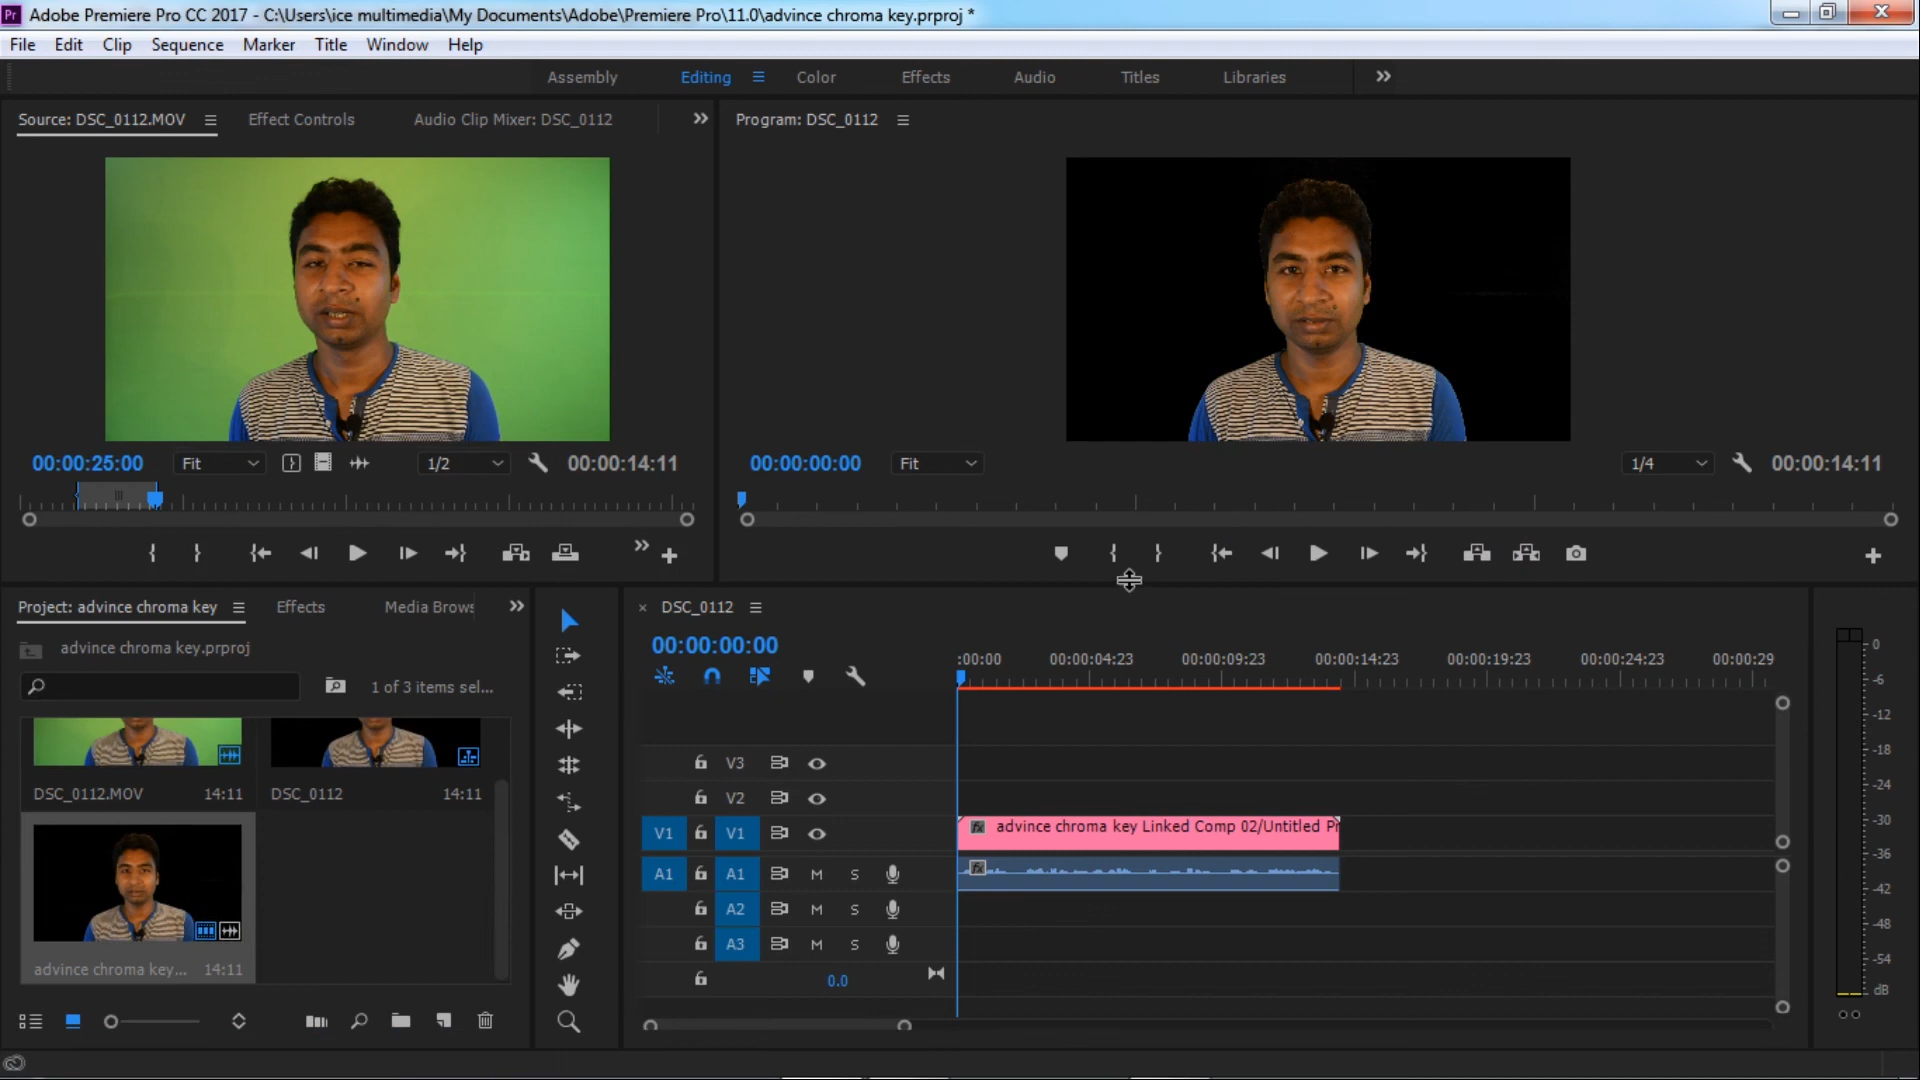 Pr Adobe Premiere Pro CC 2017 - C:\Users\ice multimedia\My Documents\Adobe\Premiere Pro\11.0\advince chroma key.prproj *
File Edit Clip Sequence Marker Title Window Help
Assembly Editing Color Effects Audio Titles Libraries
Source: DSC_0112.MOV Effect Controls Audio Clip Mixer: DSC_0112
Program: DSC_0112
00:00:25:00 Fit 1/2 00:00:14:11
00:00:00:00 Fit 1/4 00:00:14:11
Project: advince chroma key Effects Media Brows
advince chroma key.prproj
1 of 3 items sel...
DSC_0112.MOV 14:11
DSC_0112 14:11
advince chroma key... 14:11
× DSC_0112
00:00:00:00
:00:00 00:00:04:23 00:00:09:23 00:00:14:23 00:00:19:23 00:00:24:23 00:00:29
V3
V2
V1 V1 fx advince chroma key Linked Comp 02/Untitled Pr
A1 A1 M S fx
A2 M S
A3 M S
0.0
0
-6
-12
-18
-24
-30
-36
-42
-48
-54
dB